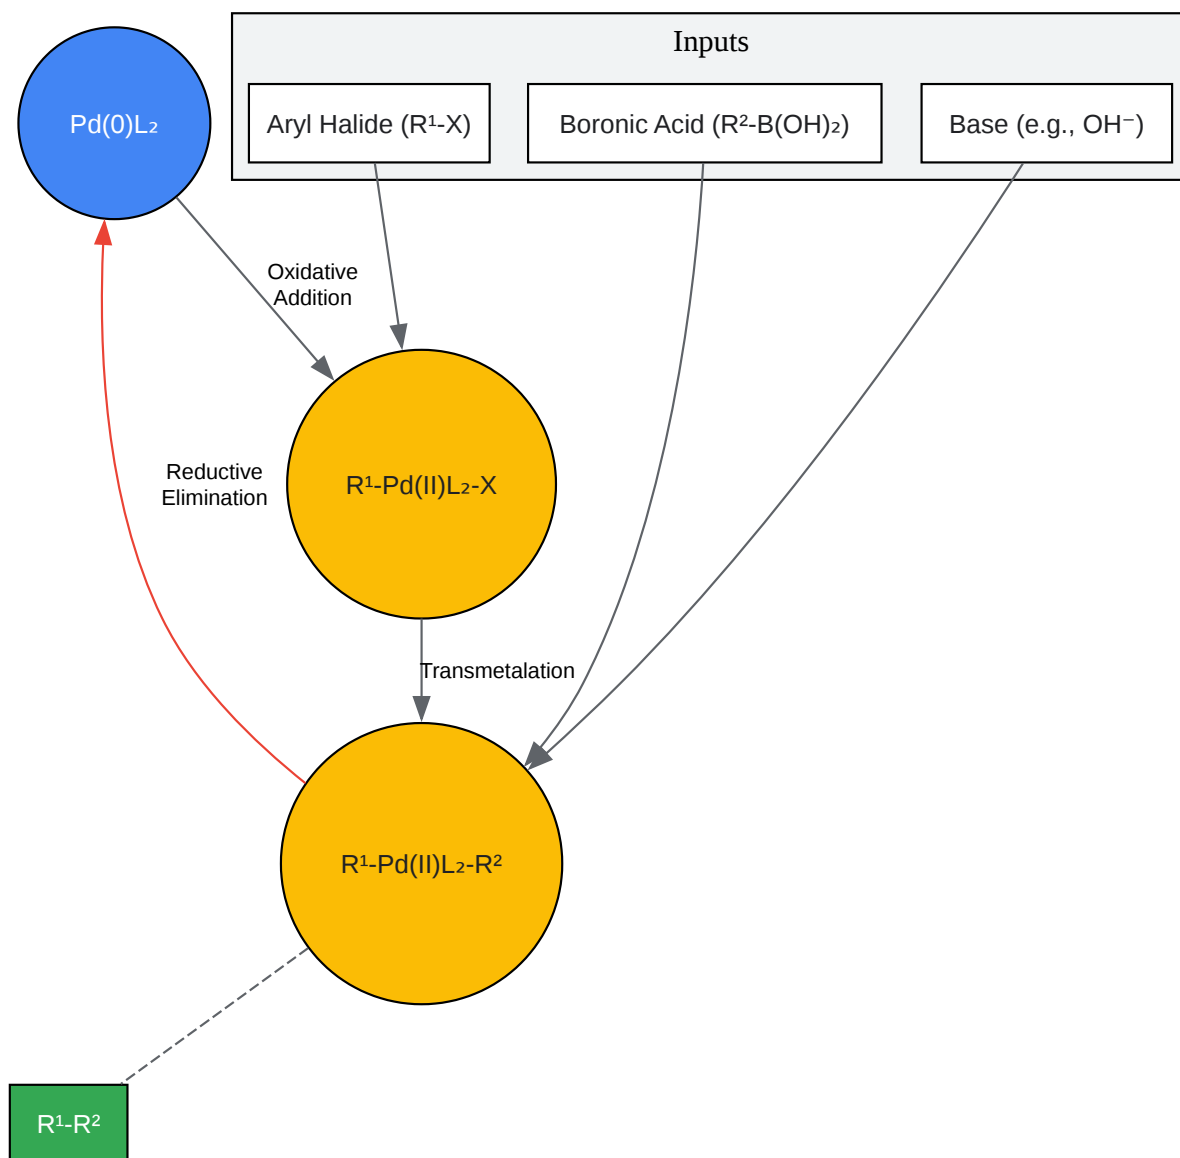 Inputs
Pd(0)L₂
Aryl Halide (R¹-X)
Boronic Acid (R²-B(OH)₂)
Base (e.g., OH⁻)
Oxidative
Addition
Reductive
Elimination
R¹-Pd(II)L₂-X
Transmetalation
R¹-Pd(II)L₂-R²
R¹-R²